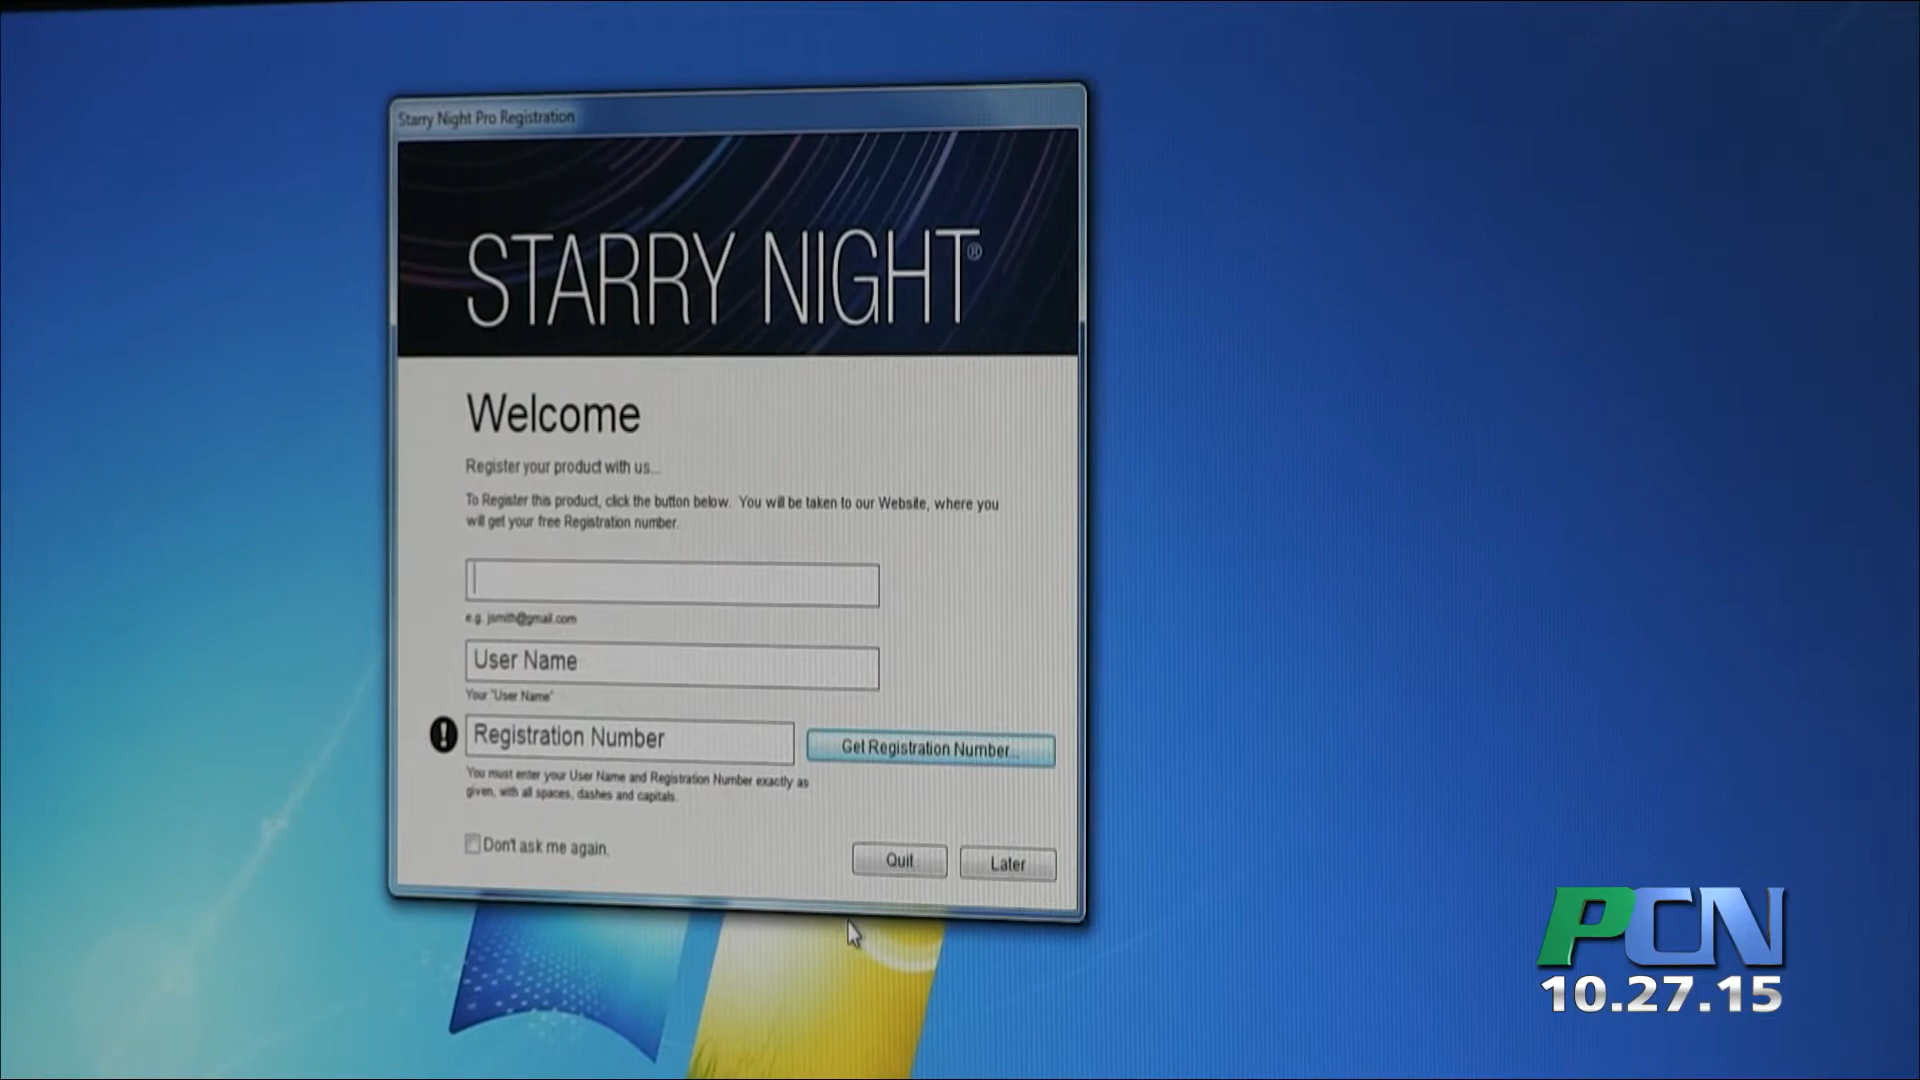 Starry Night Pro Registration
STARRY NIGHT®
Welcome
Register your product with us...
To Register this product, click the button below. You will be taken to our Website, where you
will get your free Registration number.
e.g. jsmith@gmail.com
User Name
Your "User Name"
Registration Number
Get Registration Number...
You must enter your User Name and Registration Number exactly as
given, with all spaces, dashes and capitals.
Don't ask me again.
Quit
Later
PCN
10.27.15